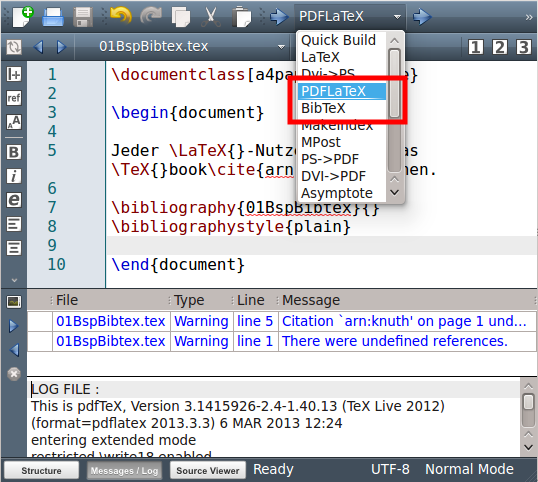 PDFLaTeX
»
01BspBibtex.tex
1 2 3
Quick Build
LaTeX
Dvi->PS
PDFLaTeX
BibTeX
MakeIndex
MPost
PS->PDF
DVI->PDF
Asymptote
ref
B
i
e
1 \documentclass[a4pa
2
3 \begin{document}
4
5 Jeder \LaTeX{}-Nutze as
\TeX{}book\cite{arn en.
6
7 \bibliography{01BspBibtex}{}
8 \bibliographystyle{plain}
9
10 \end{document}
File Type Line Message
01BspBibtex.tex Warning line 5 Citation `arn:knuth' on page 1 und...
01BspBibtex.tex Warning line 1 There were undefined references.
LOG FILE :
This is pdfTeX, Version 3.1415926-2.4-1.40.13 (TeX Live 2012)
(format=pdflatex 2013.3.3) 6 MAR 2013 12:24
entering extended mode
restricted \write18 enabled
Structure Messages / Log Source Viewer Ready UTF-8 Normal Mode